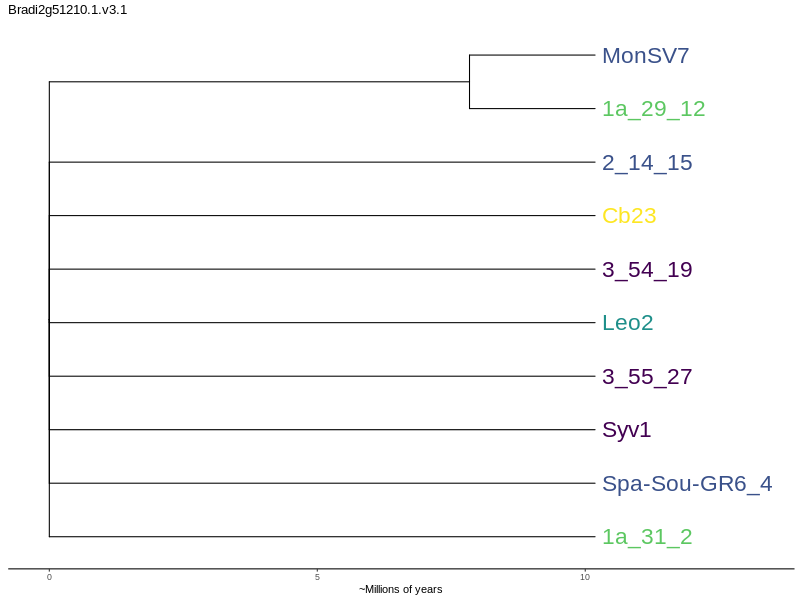 Bradi2g51210.1.v3.1
MonSV7
1a_29_12
2_14_15
Cb23
3_54_19
Leo2
3_55_27
Syv1
Spa-Sou-GR6_4
1a_31_2
0 5 10
~Millions of years